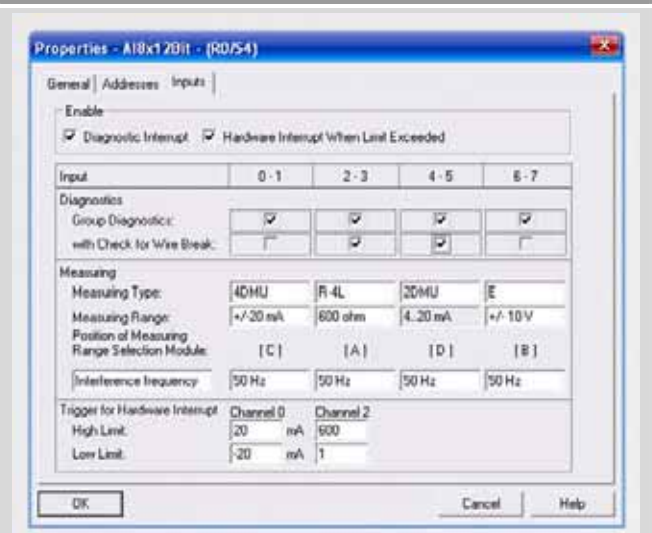 Properties - AI8x12Bit - (R0/S4)
General Addresses Inputs
Enable
Diagnostic Interrupt Hardware Interrupt When Limit Exceeded
Input 0 - 1 2 - 3 4 - 5 6 - 7
Diagnostics
Group Diagnostics:
with Check for Wire Break:
Measuring
Measuring Type: 4DMU R-4L 2DMU E
Measuring Range: +/-20 mA 600 ohm 4..20 mA +/- 10 V
Position of Measuring
Range Selection Module: [C] [A] [D] [B]
Interference frequency 50 Hz 50 Hz 50 Hz 50 Hz
Trigger for Hardware Interrupt Channel 0 Channel 2
High Limit: 20 mA 600
Low Limit: -20 mA 1
OK Cancel Help